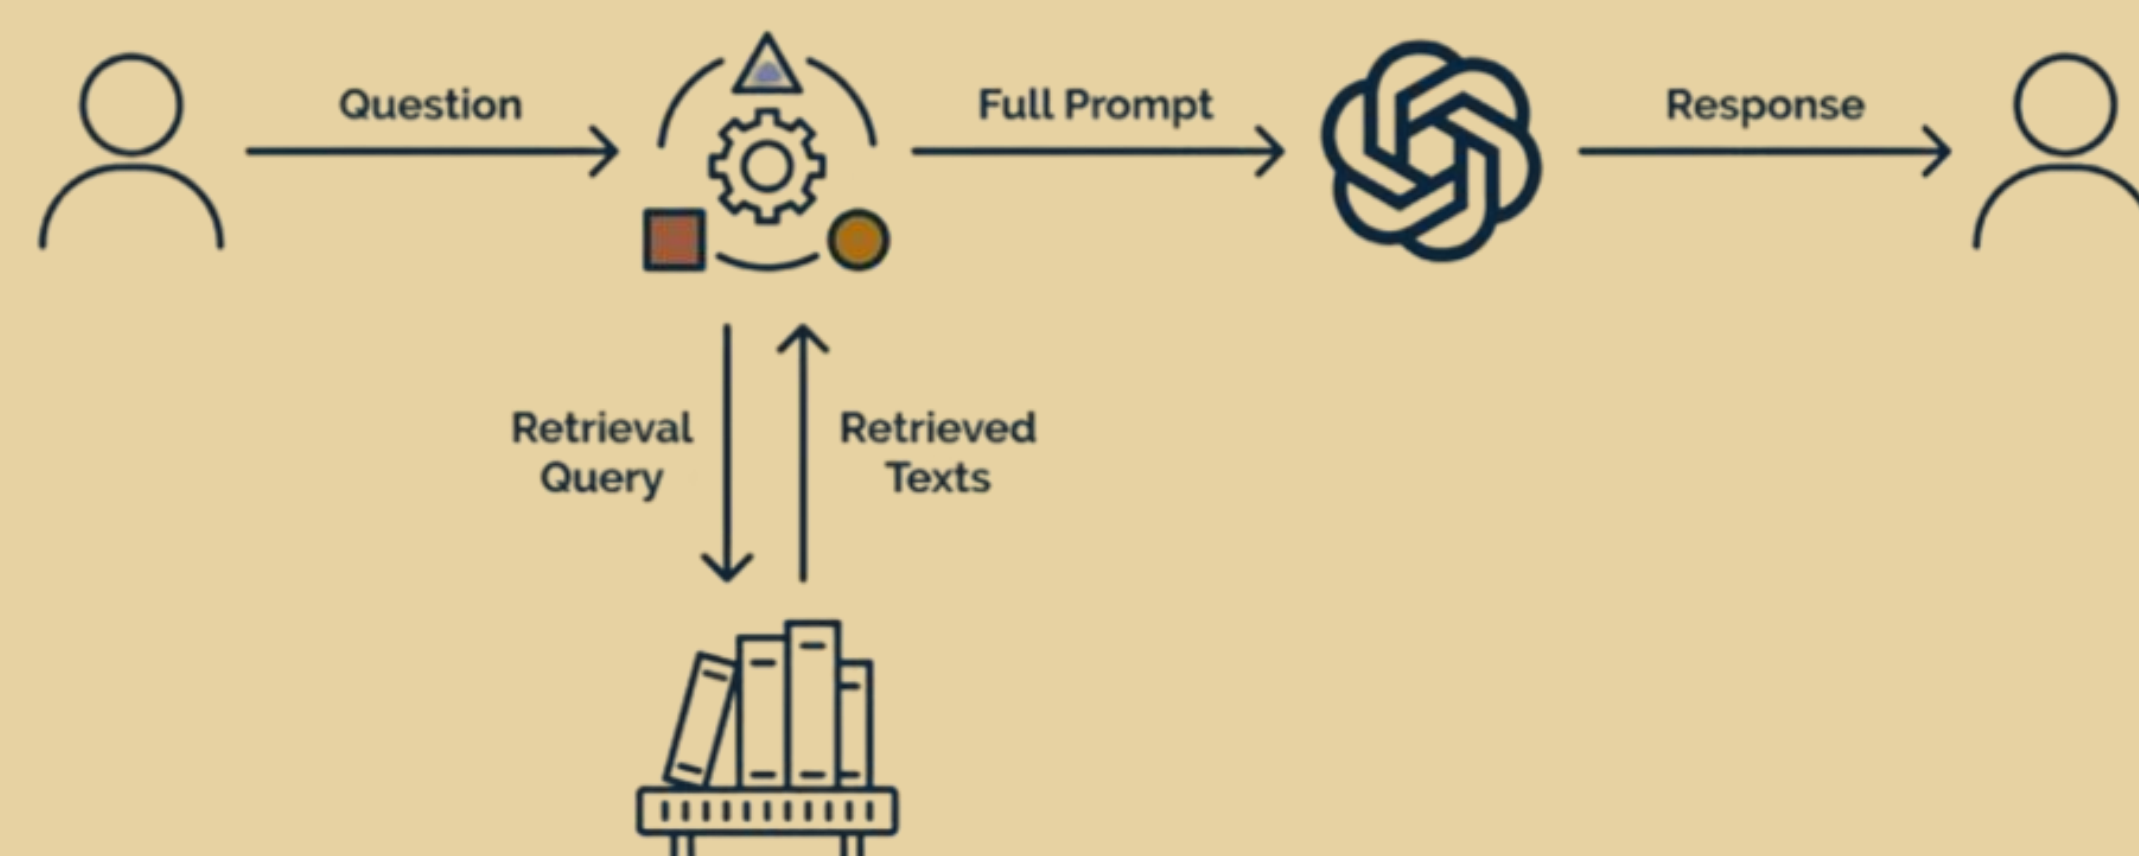 Question
Full Prompt
Response
Retrieval
Query
Retrieved
Texts